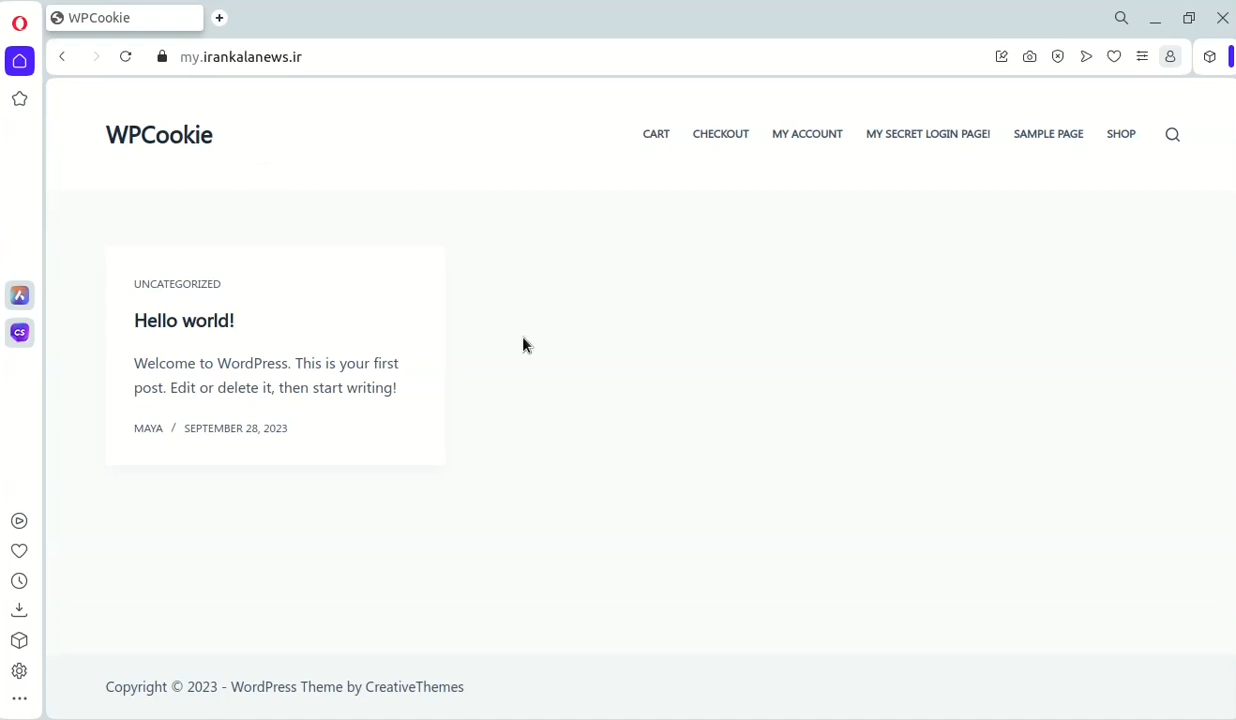 WPCookie
my.irankalanews.ir
WPCookie
CART CHECKOUT MY ACCOUNT MY SECRET LOGIN PAGE! SAMPLE PAGE SHOP
UNCATEGORIZED
Hello world!
Welcome to WordPress. This is your first
post. Edit or delete it, then start writing!
MAYA / SEPTEMBER 28, 2023
CS
Copyright © 2023 - WordPress Theme by CreativeThemes